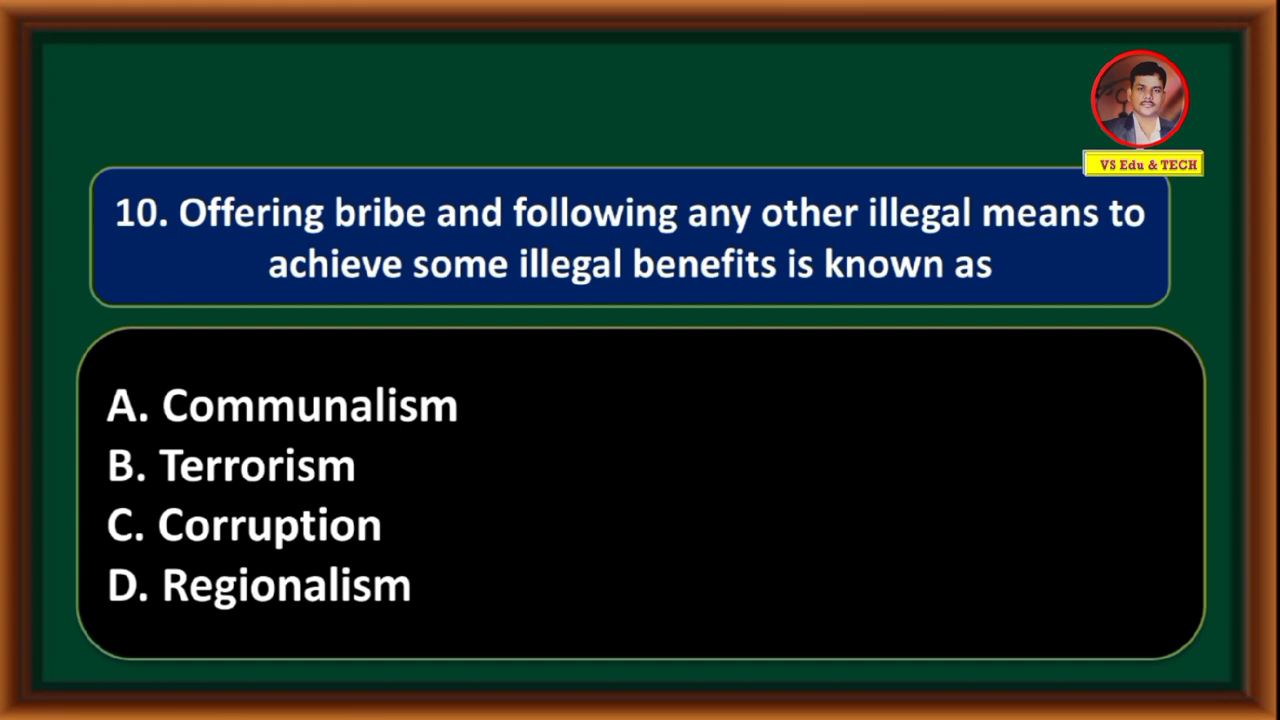 VS Edu & TECH
10. Offering bribe and following any other illegal means to
achieve some illegal benefits is known as
A. Communalism
B. Terrorism
C. Corruption
D. Regionalism